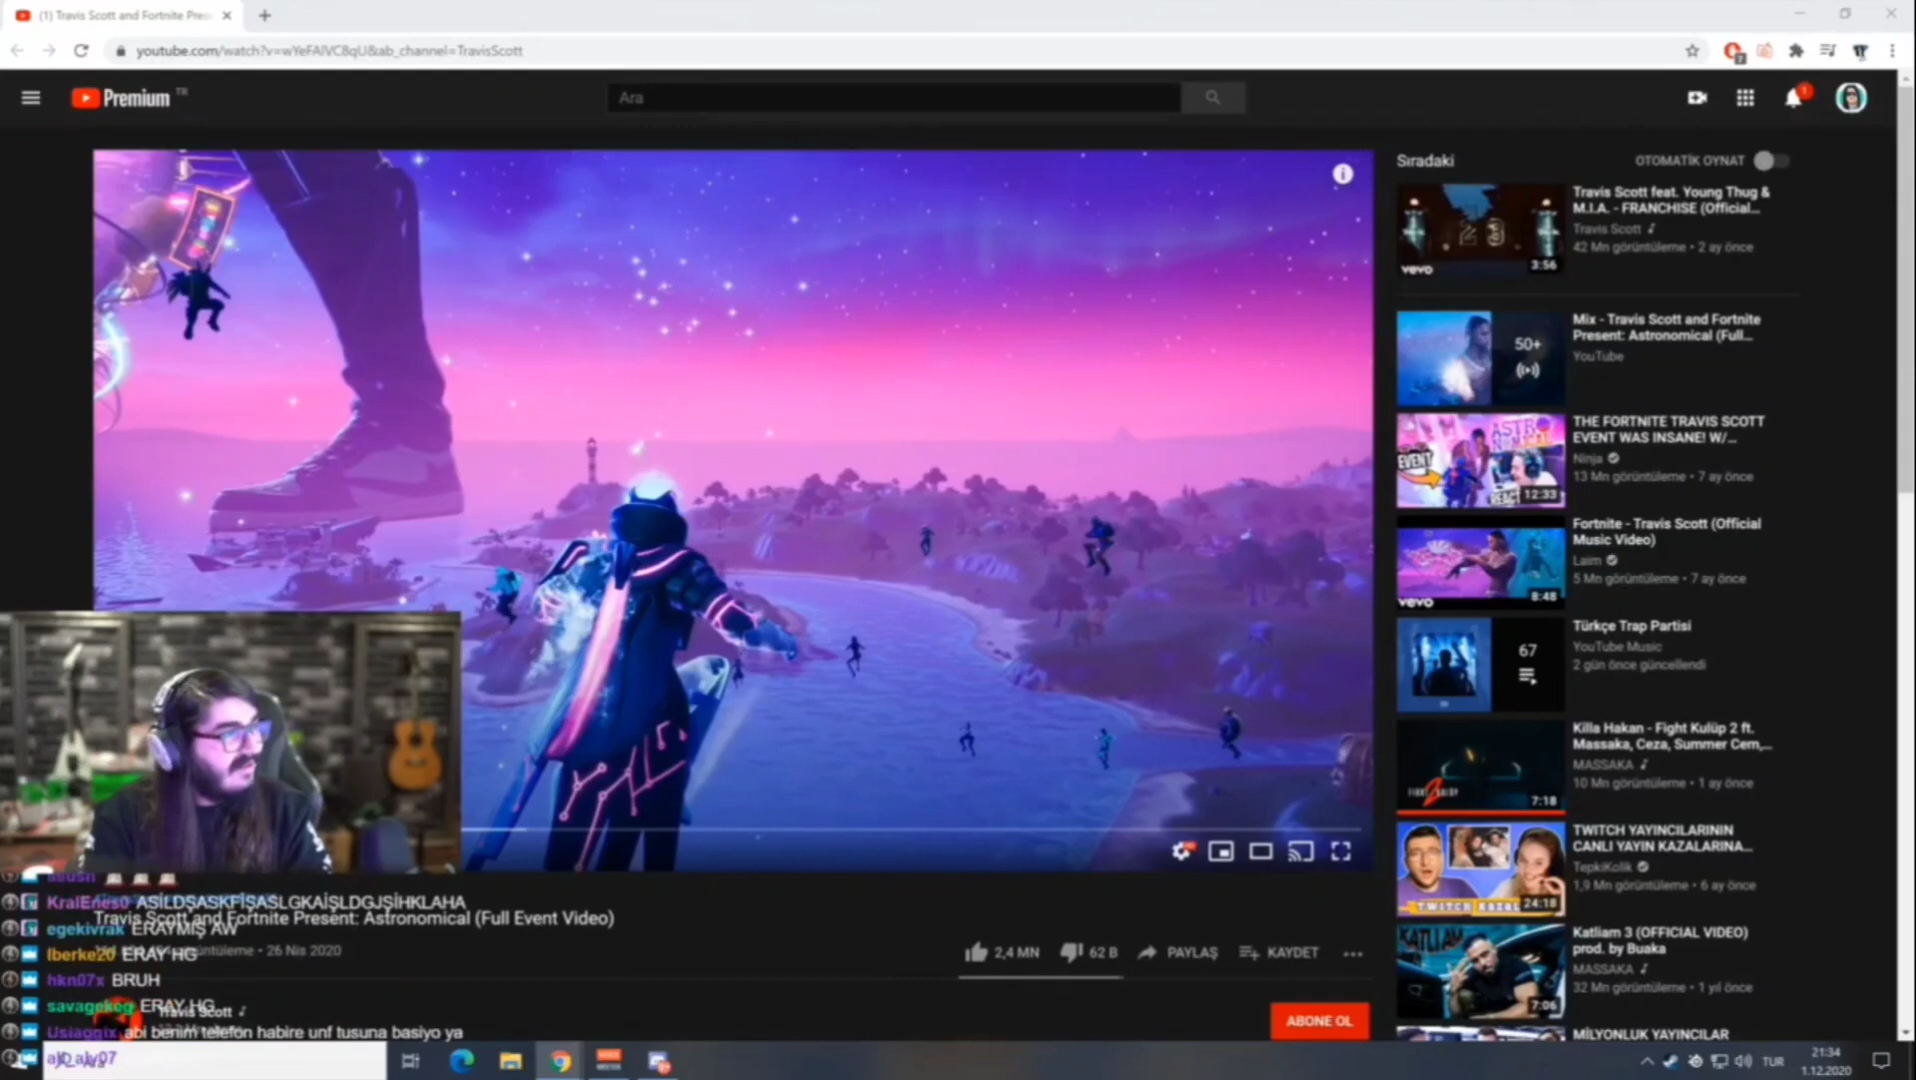 (1) Travis Scott and Fortnite Pres
youtube.com/watch?v=wYeFAlVC8qU&ab_channel=TravisScott
7
Premium TR
Ara
1
Sıradaki
OTOMATİK OYNAT
Travis Scott feat. Young Thug &
M.I.A. - FRANCHISE (Official...
Travis Scott
42 Mn görüntüleme • 2 ay önce
vevo
3:56
Mix - Travis Scott and Fortnite
Present: Astronomical (Full...
YouTube
50+
THE FORTNITE TRAVIS SCOTT
EVENT WAS INSANE! W/...
Ninja
13 Mn görüntüleme • 7 ay önce
EVENT
REACT
12:33
Fortnite - Travis Scott (Official
Music Video)
Laim
5 Mn görüntüleme • 7 ay önce
vevo
8:48
Türkçe Trap Partisi
YouTube Music
2 gün önce güncellendi
67
Killa Hakan - Fight Kulüp 2 ft.
Massaka, Ceza, Summer Cem,...
MASSAKA
10 Mn görüntüleme • 1 ay önce
7:18
TWITCH YAYINCILARININ
CANLI YAYIN KAZALARINA...
TepkiKolik
1,9 Mn görüntüleme • 6 ay önce
24:18
Katliam 3 (OFFICIAL VIDEO)
prod. by Buaka
MASSAKA
32 Mn görüntüleme • 1 yıl önce
KATLIAM
7:06
MİLYONLUK YAYINCILAR
KralEnes0 ASİLDŞASKFİŞASLGKAİŞLDGJŞİHKLAHA
Travis Scott and Fortnite Present: Astronomical (Full Event Video)
egekivrak ERAYMIŞ AW
görüntüleme • 26 Nis 2020
Iberke20 ERAY HG
2,4 MN
62 B
PAYLAŞ
KAYDET
hkn07x BRUH
savagekeg ERAY HG
Travis Scott
ABONE OL
Usiaggix abi benim telefon habire unf tusuna basiyo ya
TUR
21:34
1.12.2020